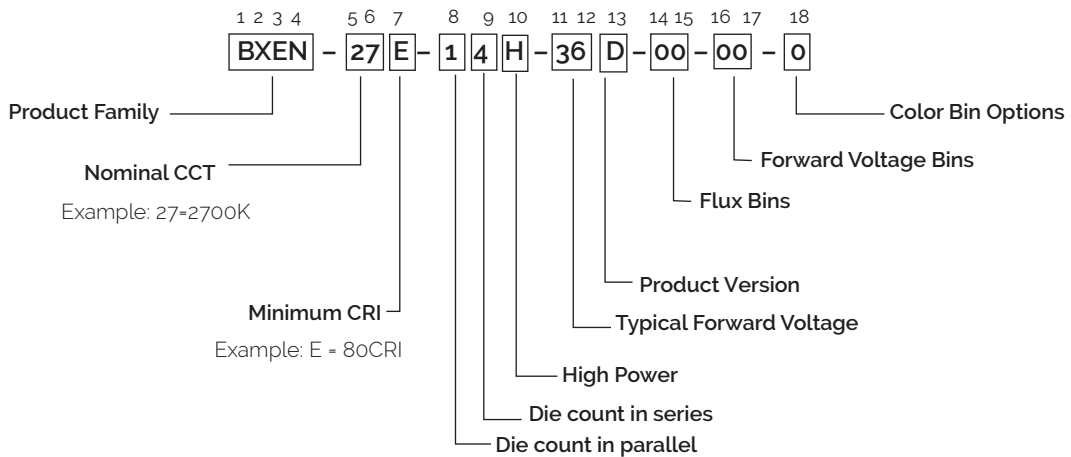 1 2 3 4 5 6 7 8 9 10 11 12 13 14 15 16 17 18
BXEN – 27 E – 1 4 H – 36 D – 00 – 00 – 0
Product Family
Color Bin Options
Forward Voltage Bins
Nominal CCT
Flux Bins
Example: 27=2700K
Product Version
Minimum CRI
Typical Forward Voltage
Example: E = 80CRI
High Power
Die count in series
Die count in parallel